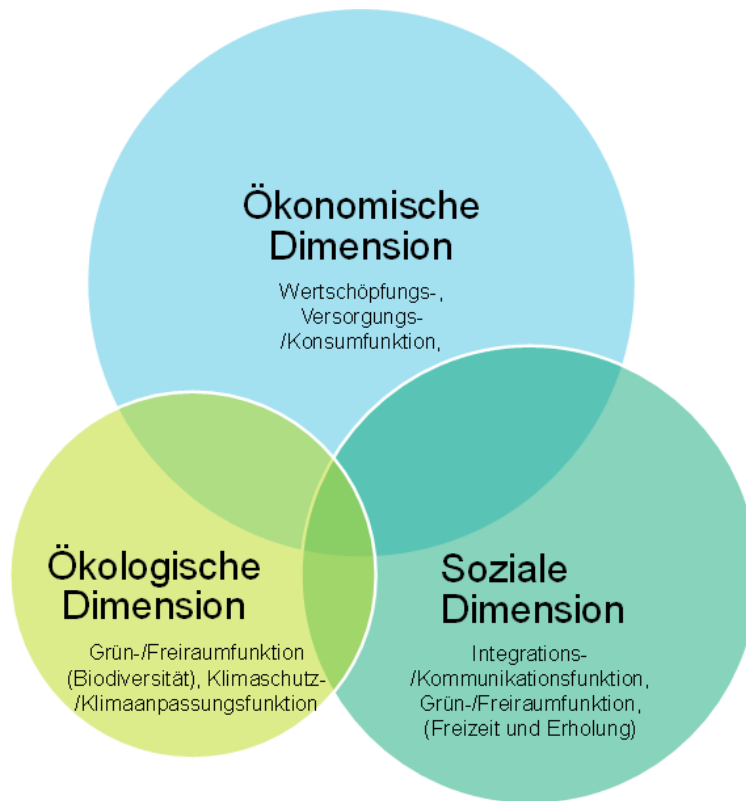 Ökonomische
Dimension
Wertschöpfungs-,
Versorgungs-
/Konsumfunktion,
Ökologische
Dimension
Grün-/Freiraumfunktion
(Biodiversität), Klimaschutz-
/Klimaanpassungsfunktion
Soziale
Dimension
Integrations-
/Kommunikationsfunktion,
Grün-/Freiraumfunktion,
(Freizeit und Erholung)